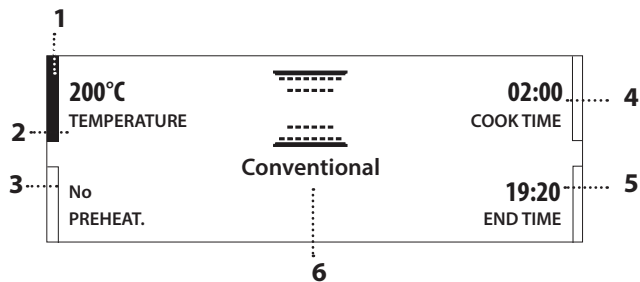 1
200°C
02:00
4
2
TEMPERATURE
COOK TIME
Conventional
3
No
19:20
5
PREHEAT.
END TIME
6